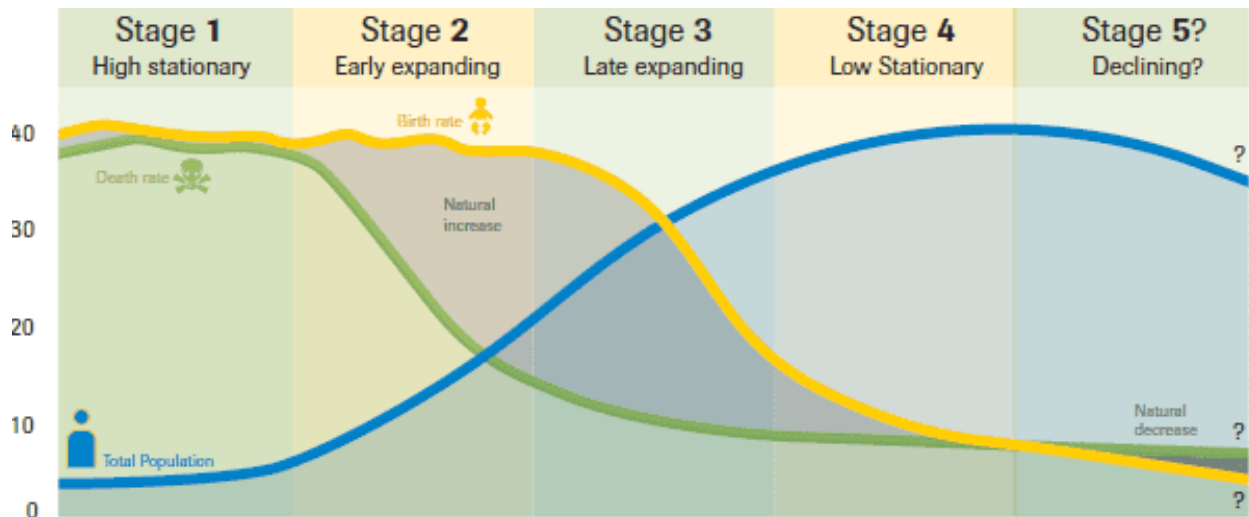 Stage 1
High stationary
Stage 2
Early expanding
Stage 3
Late expanding
Stage 4
Low Stationary
Stage 5?
Declining?
40
30
20
10
0
Birth rate
Death rate
Natural
increase
Total Population
Natural
decrease
?
?
?